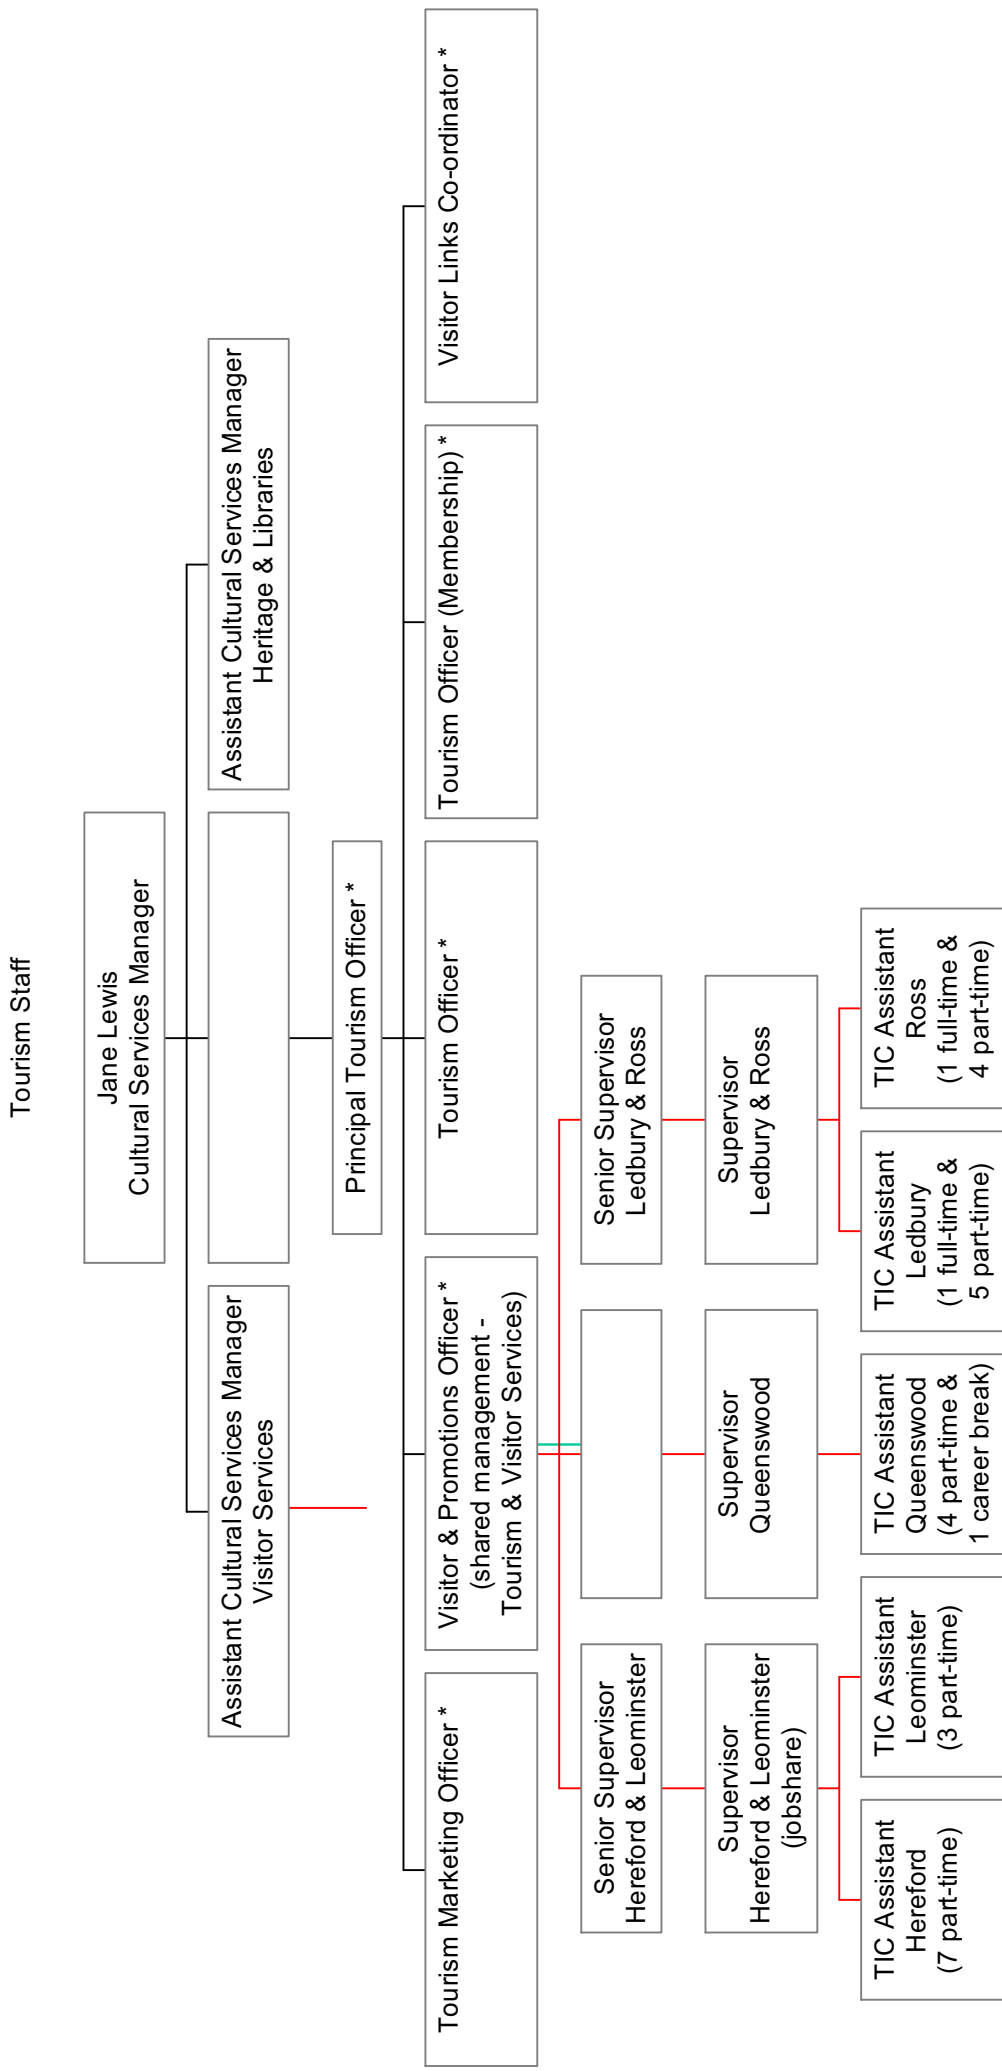 Tourism Staff
Jane Lewis
Cultural Services Manager
Assistant Cultural Services Manager
Visitor Services
Assistant Cultural Services Manager
Heritage & Libraries
Principal Tourism Officer *
Tourism Marketing Officer *
Visitor & Promotions Officer *
(shared management -
Tourism & Visitor Services)
Tourism Officer *
Tourism Officer (Membership) *
Visitor Links Co-ordinator *
Senior Supervisor
Hereford & Leominster
Senior Supervisor
Ledbury & Ross
Supervisor
Hereford & Leominster
(jobshare)
Supervisor
Queenswood
Supervisor
Ledbury & Ross
TIC Assistant
Hereford
(7 part-time)
TIC Assistant
Leominster
(3 part-time)
TIC Assistant
Queenswood
(4 part-time &
1 career break)
TIC Assistant
Ledbury
(1 full-time &
5 part-time)
TIC Assistant
Ross
(1 full-time &
4 part-time)